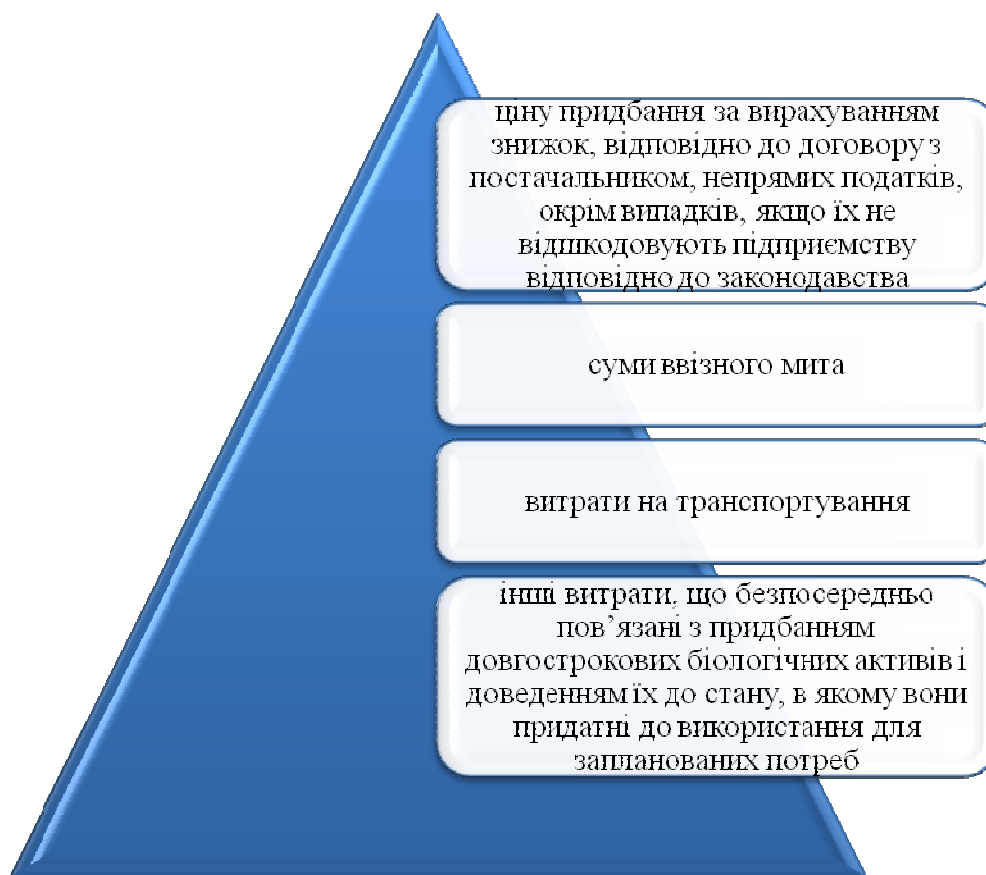 ціну придбання за вирахуванням
знижок, відповідно до договору з
постачальником, непрямих податків,
окрім випадків, якщо їх не
відшкодовують підприємству
відповідно до законодавства
суми ввізного мита
витрати на транспортування
інші витрати, що безпосередньо
пов’язані з придбанням
довгострокових біологічних активів і
доведенням їх до стану, в якому вони
придатні до використання для
запланованих потреб